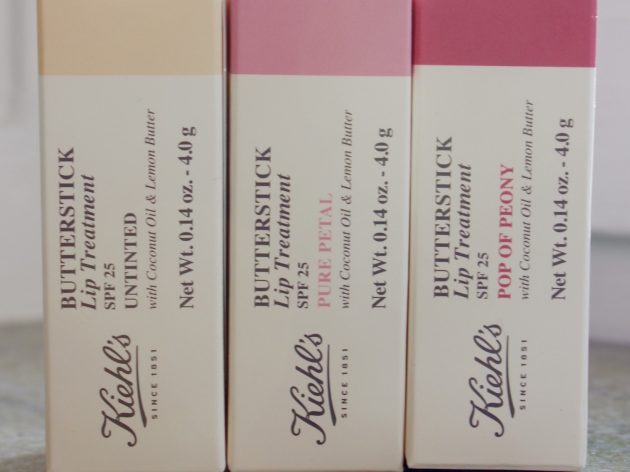 BUTTERSTICK
Lip Treatment
SPF 25
UNTINTED
with Coconut Oil & Lemon Butter
Net Wt. 0.14 oz. - 4.0 g
Kiehl's
SINCE 1851
BUTTERSTICK
Lip Treatment
SPF 25
PURE PETAL
with Coconut Oil & Lemon Butter
Net Wt. 0.14 oz. - 4.0 g
Kiehl's
SINCE 1851
BUTTERSTICK
Lip Treatment
SPF 25
POP OF PEONY
with Coconut Oil & Lemon Butter
Net Wt. 0.14 oz. - 4.0 g
Kiehl's
SINCE 1851